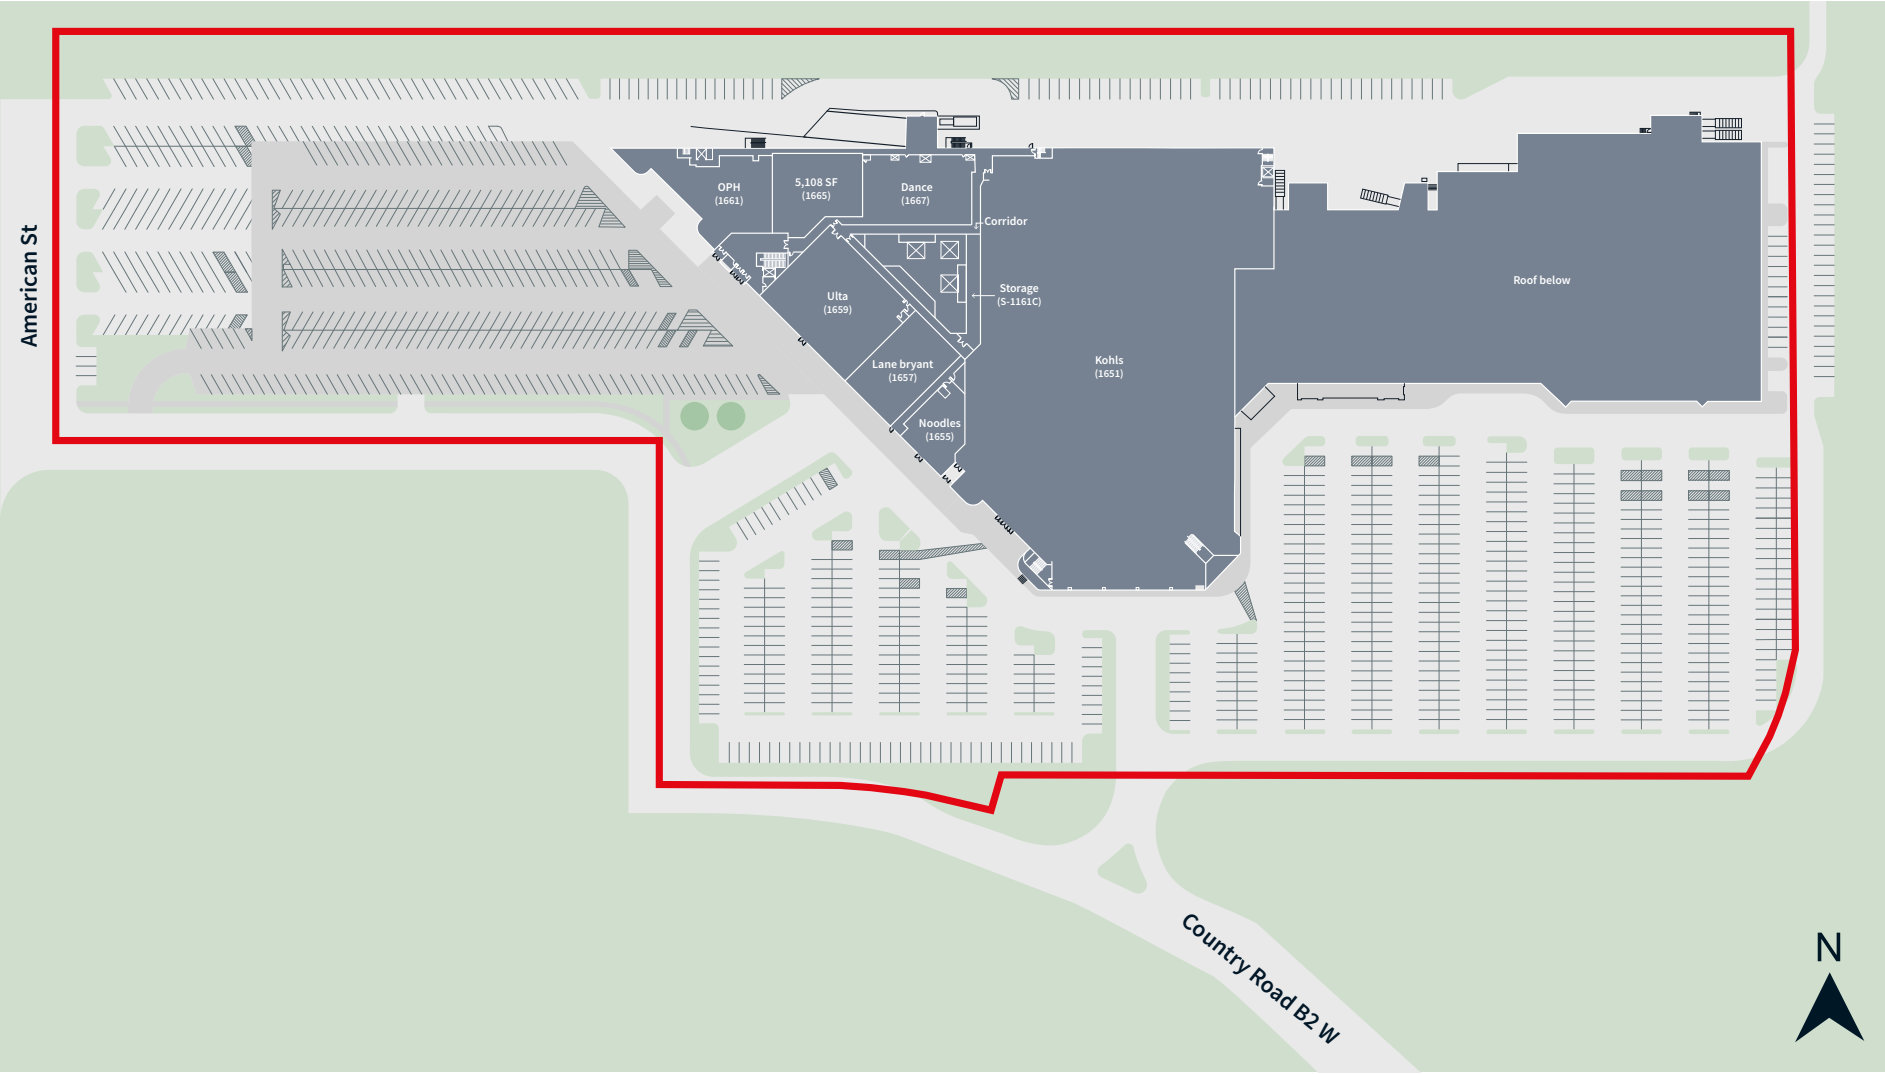 American St
OPH
(1661)
5,108 SF
(1665)
Dance
(1667)
Corridor
Ulta
(1659)
Storage
(S-1161C)
Roof below
Lane bryant
(1657)
Kohls
(1651)
Noodles
(1655)
Country Road B2 W
N